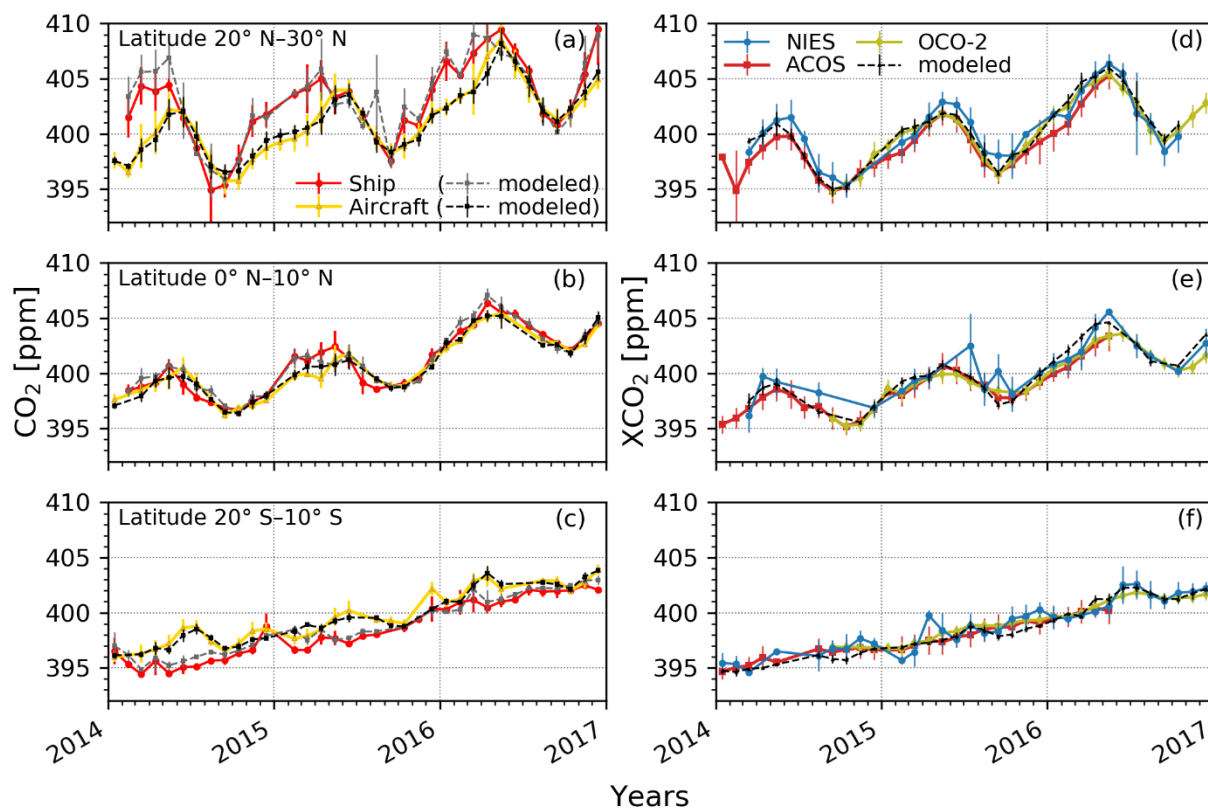 410
405
400
395
Latitude 20° N–30° N
(a)
Ship (modeled)
Aircraft (modeled)
(d)
NIES
OCO-2
ACOS
modeled
410
405
400
395
410
405
400
395
Latitude 0° N–10° N
(b)
(e)
CO₂ [ppm]
XCO₂ [ppm]
410
405
400
395
410
405
400
395
Latitude 20° S–10° S
(c)
(f)
410
405
400
395
2014
2015
2016
2017
2014
2015
2016
2017
Years